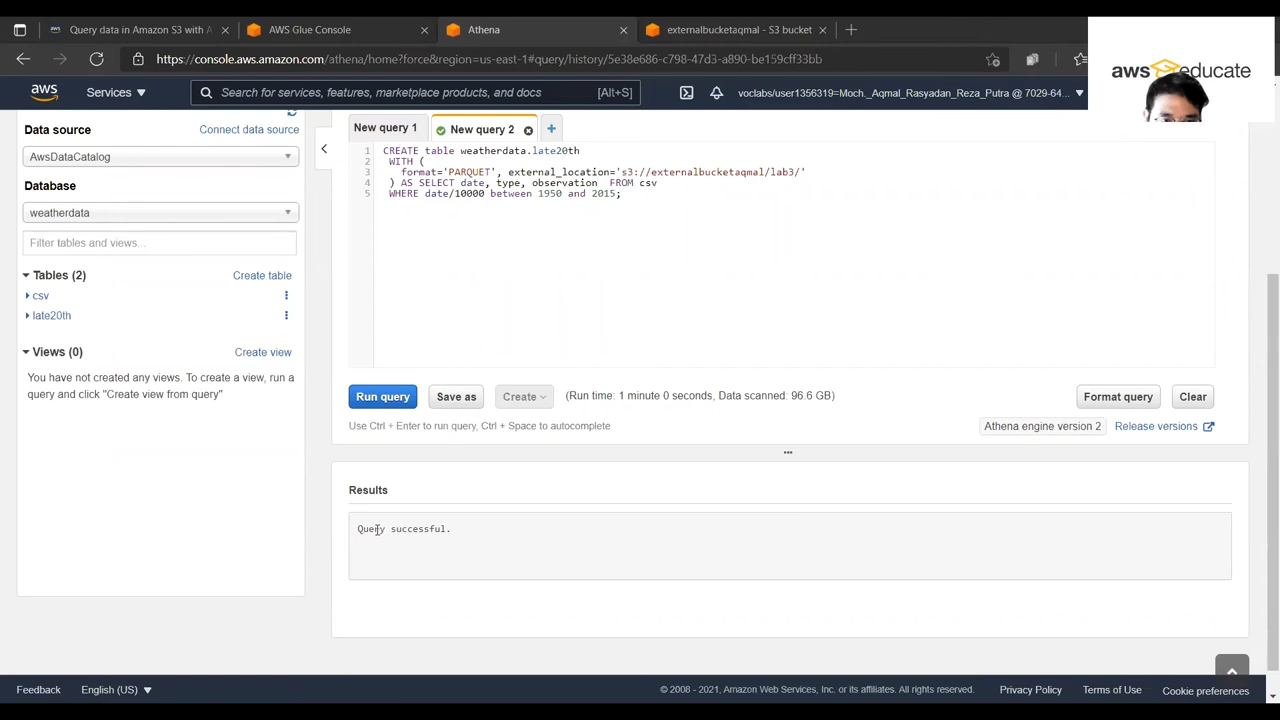 Query data in Amazon S3 with A
AWS Glue Console
Athena
externalbucketaqmal - S3 bucket
https://console.aws.amazon.com/athena/home?force&region=us-east-1#query/history/5e38e686-c798-47d3-a890-be159cff33bb
aws educate
aws
Services
Search for services, features, marketplace products, and docs
[Alt+S]
voclabs/user1356319=Moch._Aqmal_Rasyadan_Reza_Putra @ 7029-64...
Data source
Connect data source
AwsDataCatalog
Database
weatherdata
Filter tables and views...
Tables (2)
Create table
csv
late20th
Views (0)
Create view
You have not created any views. To create a view, run a
query and click "Create view from query"
New query 1
New query 2
1 CREATE table weatherdata.late20th
2 WITH (
3 format='PARQUET', external_location='s3://externalbucketaqmal/lab3/'
4 ) AS SELECT date, type, observation FROM csv
5 WHERE date/10000 between 1950 and 2015;
Run query
Save as
Create
(Run time: 1 minute 0 seconds, Data scanned: 96.6 GB)
Format query
Clear
Use Ctrl + Enter to run query, Ctrl + Space to autocomplete
Athena engine version 2
Release versions
Results
Query successful.
Feedback
English (US)
© 2008 - 2021, Amazon Web Services, Inc. or its affiliates. All rights reserved.
Privacy Policy
Terms of Use
Cookie preferences